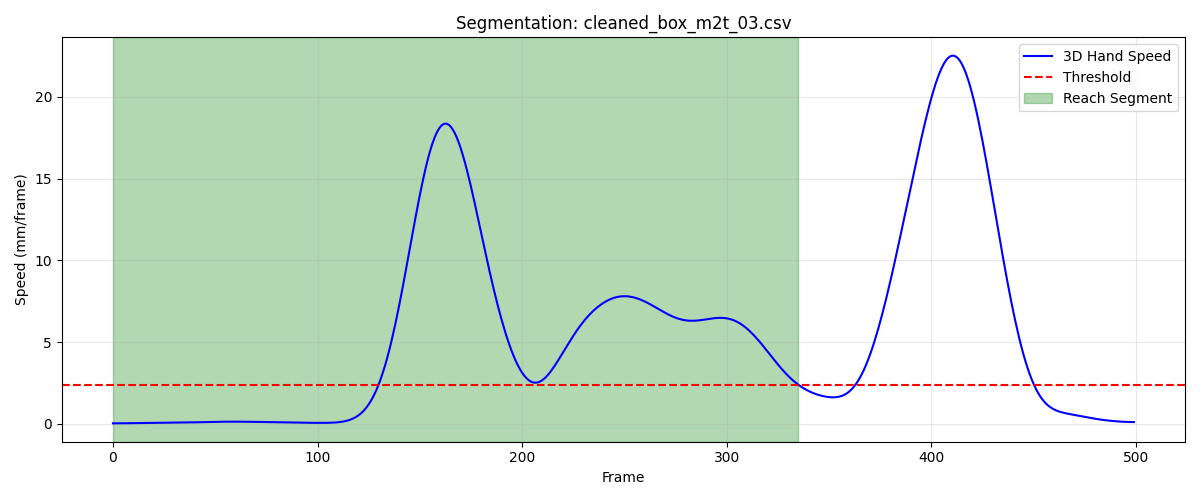 Segmentation: cleaned_box_m2t_03.csv
3D Hand Speed
Threshold
Reach Segment
Speed (mm/frame)
20
15
10
5
0
0 100 200 300 400 500
Frame